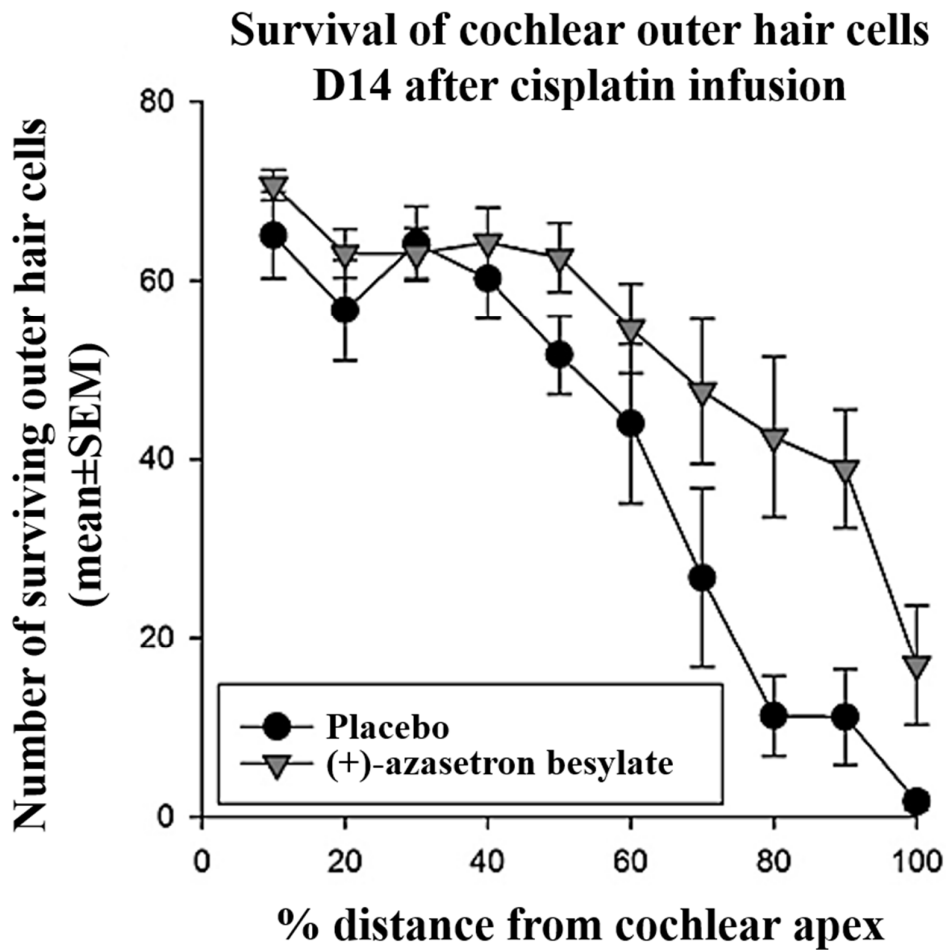 Survival of cochlear outer hair cells
D14 after cisplatin infusion
Number of surviving outer hair cells
(mean±SEM)
80
60
40
20
0
Placebo
(+)-azasetron besylate
0 20 40 60 80 100
% distance from cochlear apex